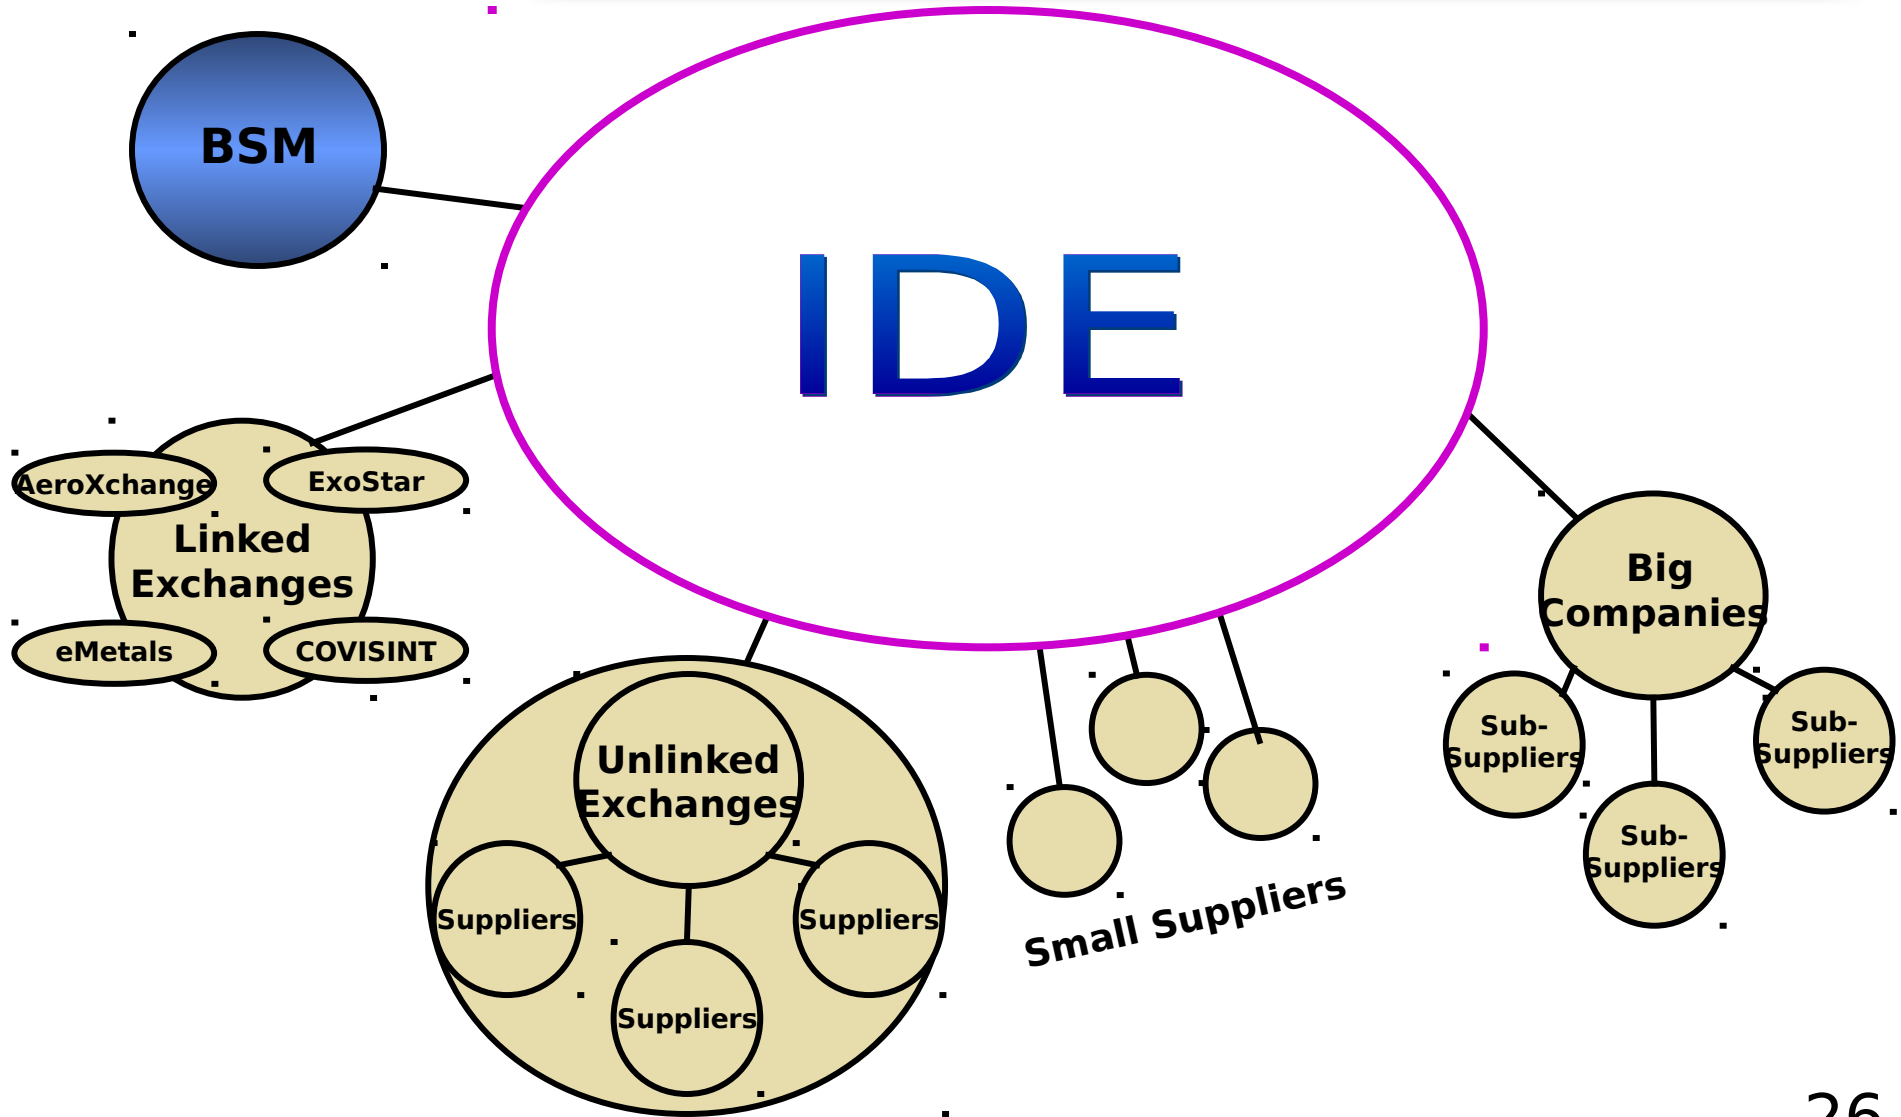 BSM
IDE
AeroXchange
ExoStar
Linked
Exchanges
eMetals
COVISINT
Unlinked
Exchanges
Suppliers
Suppliers
Suppliers
Small Suppliers
Big
Companies
Sub-
Suppliers
Sub-
Suppliers
Sub-
Suppliers
26